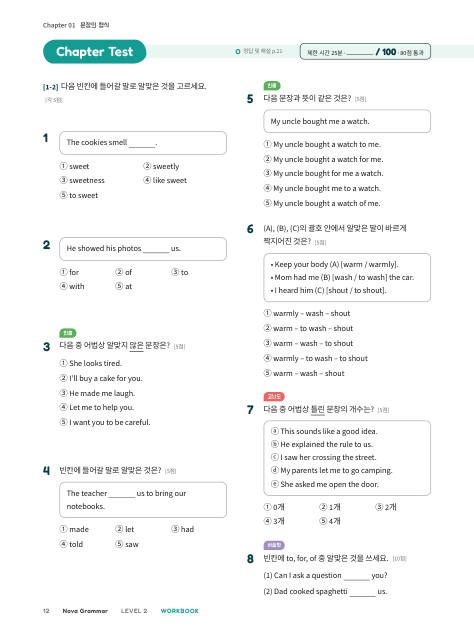 Chapter 01 문장의 형식
Chapter Test
정답 및 해설 p.21
제한 시간 25분 · ______ / 100 · 80점 통과
[1-2] 다음 빈칸에 들어갈 말로 알맞은 것을 고르세요.
[각 5점]
1
The cookies smell ______.
① sweet ② sweetly
③ sweetness ④ like sweet
⑤ to sweet
2
He showed his photos ______ us.
① for ② of ③ to
④ with ⑤ at
빈출
3 다음 중 어법상 알맞지 않은 문장은? [5점]
① She looks tired.
② I'll buy a cake for you.
③ He made me laugh.
④ Let me to help you.
⑤ I want you to be careful.
4 빈칸에 들어갈 말로 알맞은 것은? [5점]
The teacher ______ us to bring our
notebooks.
① made ② let ③ had
④ told ⑤ saw
빈출
5 다음 문장과 뜻이 같은 것은? [5점]
My uncle bought me a watch.
① My uncle bought a watch to me.
② My uncle bought a watch for me.
③ My uncle bought for me a watch.
④ My uncle bought me to a watch.
⑤ My uncle bought a watch of me.
6 (A), (B), (C)의 괄호 안에서 알맞은 말이 바르게
짝지어진 것은? [5점]
• Keep your body (A) [warm / warmly].
• Mom had me (B) [wash / to wash] the car.
• I heard him (C) [shout / to shout].
① warmly – wash – shout
② warm – to wash – shout
③ warm – wash – to shout
④ warmly – to wash – to shout
⑤ warm – wash – shout
고난도
7 다음 중 어법상 틀린 문장의 개수는? [5점]
ⓐ This sounds like a good idea.
ⓑ He explained the rule to us.
ⓒ I saw her crossing the street.
ⓓ My parents let me to go camping.
ⓔ She asked me open the door.
① 0개 ② 1개 ③ 2개
④ 3개 ⑤ 4개
서술형
8 빈칸에 to, for, of 중 알맞은 것을 쓰세요. [10점]
(1) Can I ask a question ______ you?
(2) Dad cooked spaghetti ______ us.
12 Nova Grammar LEVEL 2 WORKBOOK